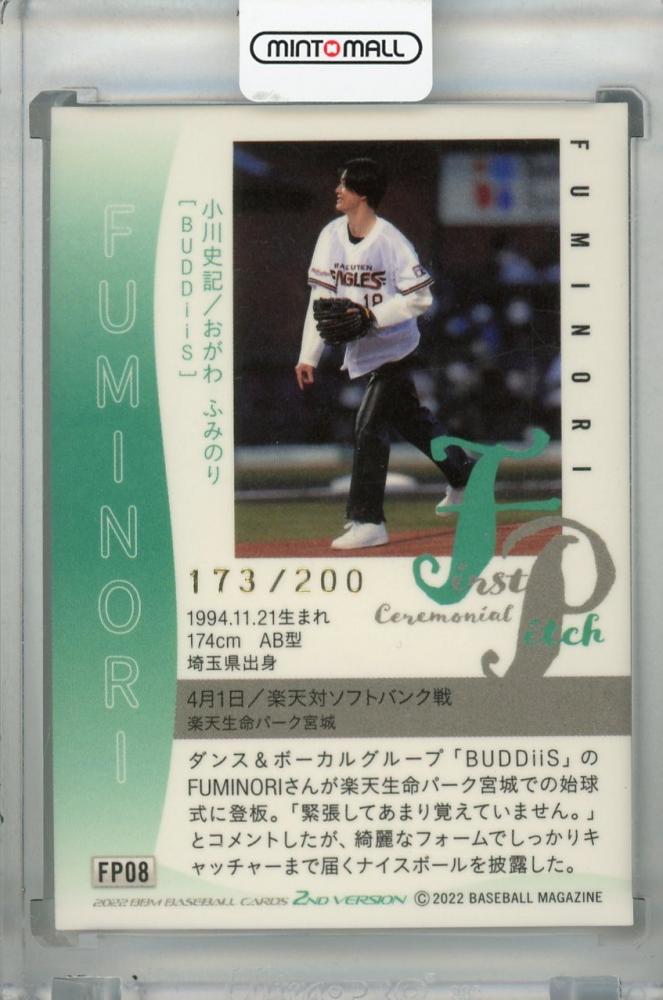 MINTOMALL
FUMINORI
小川史記／おがわ ふみのり
[BUDDiiS]
RAKUTEN
EAGLES
18
FUMINORI
First
Ceremonial
Pitch
173/200
1994.11.21生まれ
174cm AB型
埼玉県出身
4月1日／楽天対ソフトバンク戦
楽天生命パーク宮城
ダンス＆ボーカルグループ「BUDDiiS」の
FUMINORIさんが楽天生命パーク宮城での始球
式に登板。「緊張してあまり覚えていません。」
とコメントしたが、綺麗なフォームでしっかりキ
ャッチャーまで届くナイスボールを披露した。
FP08
2022 BBM BASEBALL CARDS 2ND VERSION ©2022 BASEBALL MAGAZINE